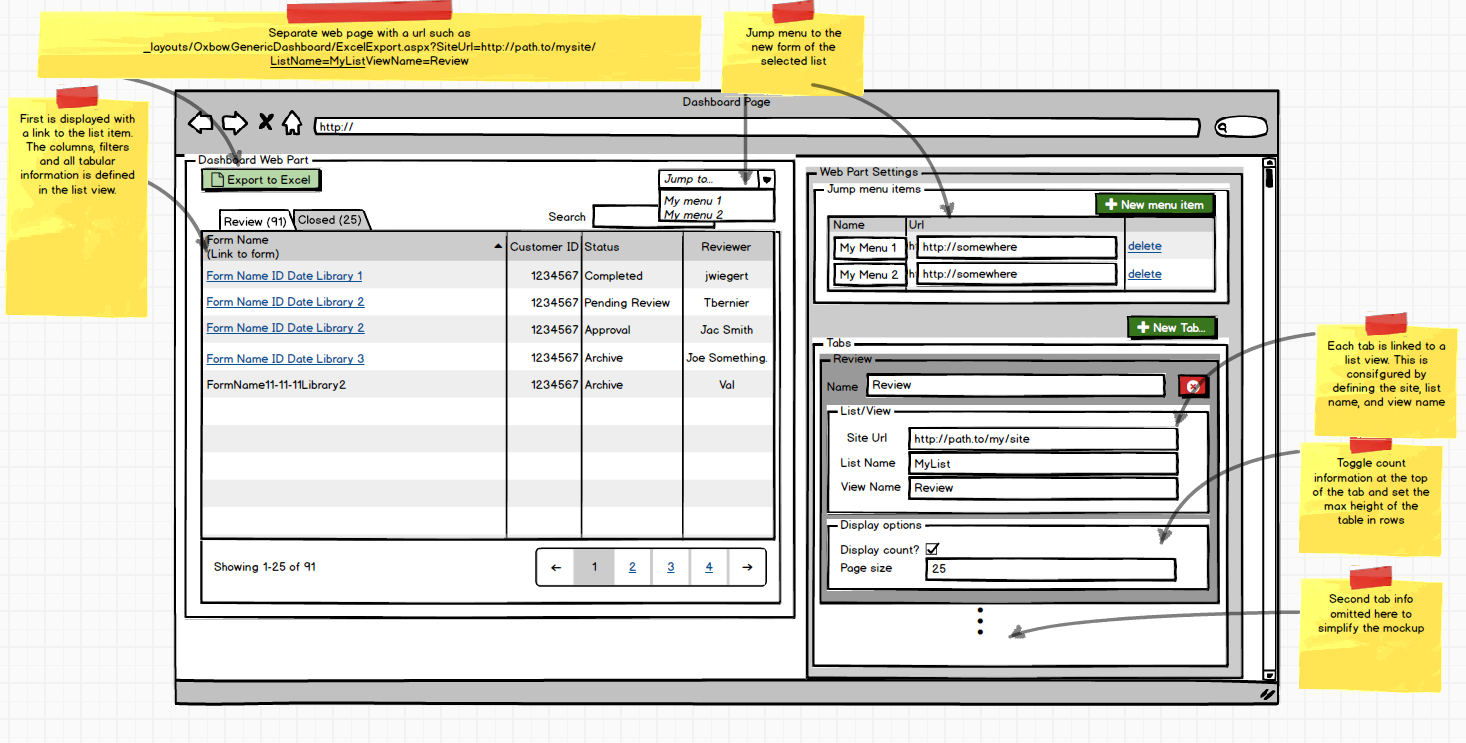 Separate web page with a url such as
_layouts/Oxbow.GenericDashboard/ExcelExport.aspx?SiteUrl=http://path.to/mysite/
ListName=MyListViewName=Review
Jump menu to the
new form of the
selected list
First is displayed with
a link to the list item.
The columns, filters
and all tabular
information is defined
in the list view.
Dashboard Page
http://
Dashboard Web Part
Export to Excel
Jump to...
My menu 1
My menu 2
Review (91)
Closed (25)
Search
Form Name
(Link to form)
Customer ID
Status
Reviewer
Form Name ID Date Library 1
1234567
Completed
jwiegert
Form Name ID Date Library 2
1234567
Pending Review
Tbernier
Form Name ID Date Library 2
1234567
Approval
Jac Smith
Form Name ID Date Library 3
1234567
Archive
Joe Something.
FormName11-11-11Library2
1234567
Archive
Val
Showing 1-25 of 91
1
2
3
4
Web Part Settings
Jump menu items
New menu item
Name
Url
My Menu 1
http://somewhere
delete
My Menu 2
http://somewhere
delete
New Tab...
Tabs
Review
Name
Review
List/View
Site Url
http://path.to/my/site
List Name
MyList
View Name
Review
Display options
Display count?
Page size
25
Each tab is linked to a
list view. This is
consifgured by
defining the site, list
name, and view name
Toggle count
information at the top
of the tab and set the
max height of the
table in rows
Second tab info
omitted here to
simplify the mockup